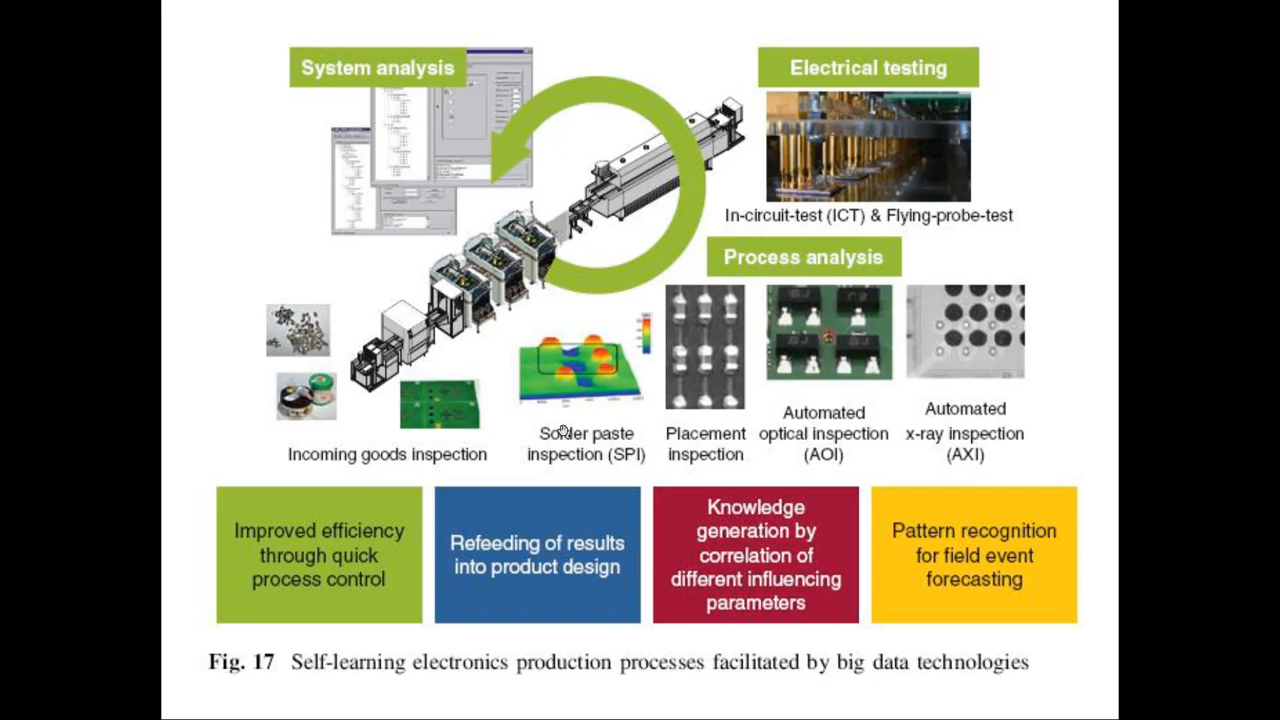 System analysis
Electrical testing
In-circuit-test (ICT) & Flying-probe-test
Process analysis
Incoming goods inspection
Solder paste
inspection (SPI)
Placement
inspection
Automated
optical inspection
(AOI)
Automated
x-ray inspection
(AXI)
Improved efficiency
through quick
process control
Refeeding of results
into product design
Knowledge
generation by
correlation of
different influencing
parameters
Pattern recognition
for field event
forecasting
Fig. 17 Self-learning electronics production processes facilitated by big data technologies